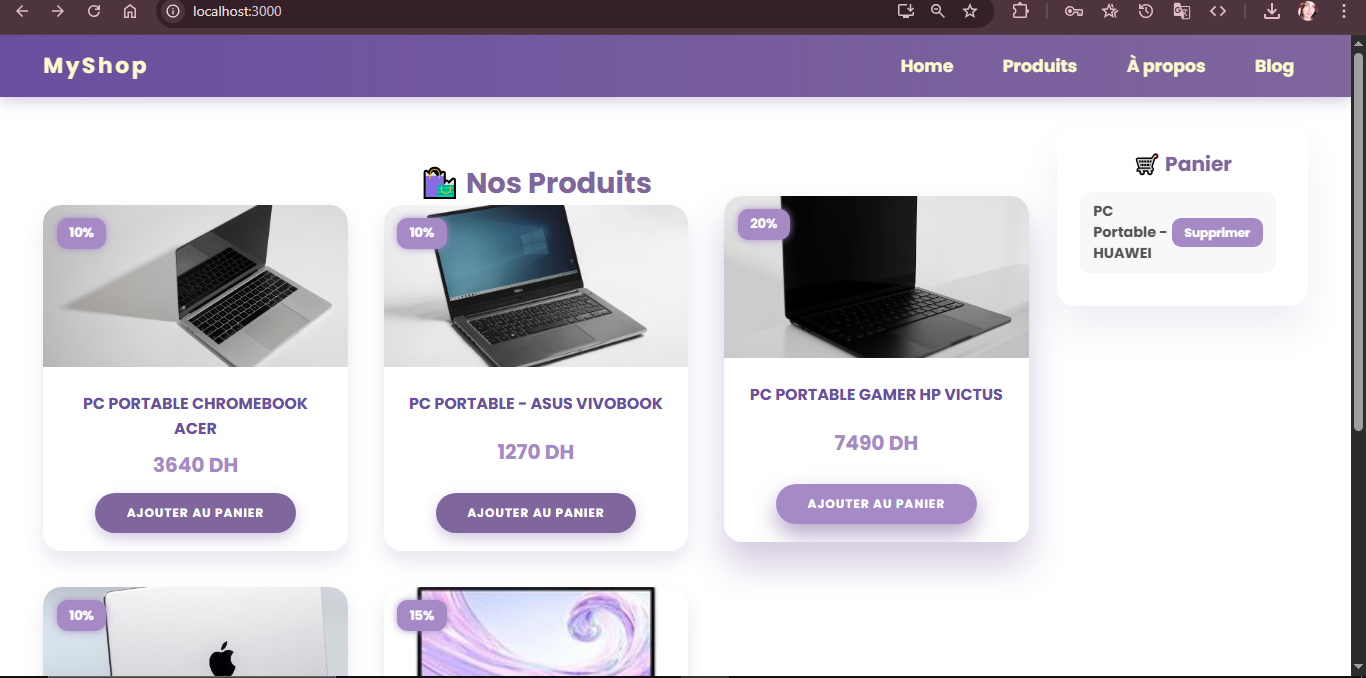 localhost:3000
MyShop
Home
Produits
À propos
Blog
Nos Produits
10%
PC PORTABLE CHROMEBOOK
ACER
3640 DH
AJOUTER AU PANIER
10%
PC PORTABLE - ASUS VIVOBOOK
1270 DH
AJOUTER AU PANIER
20%
PC PORTABLE GAMER HP VICTUS
7490 DH
AJOUTER AU PANIER
Panier
PC
Portable -
HUAWEI
Supprimer
10%
15%